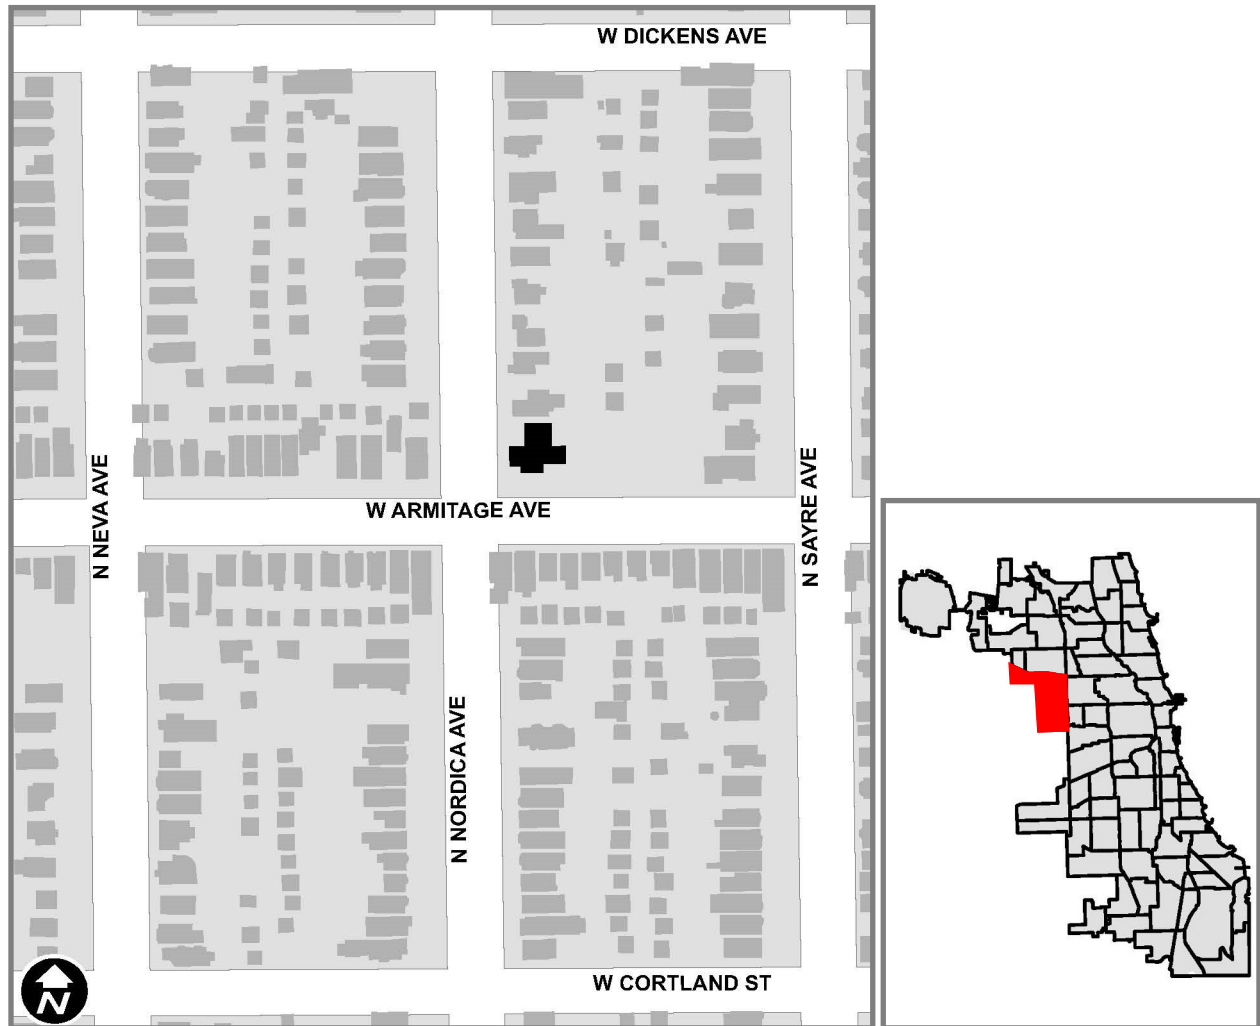 W DICKENS AVE
N NEVA AVE
W ARMITAGE AVE
N SAYRE AVE
N NORDICA AVE
W CORTLAND ST
N